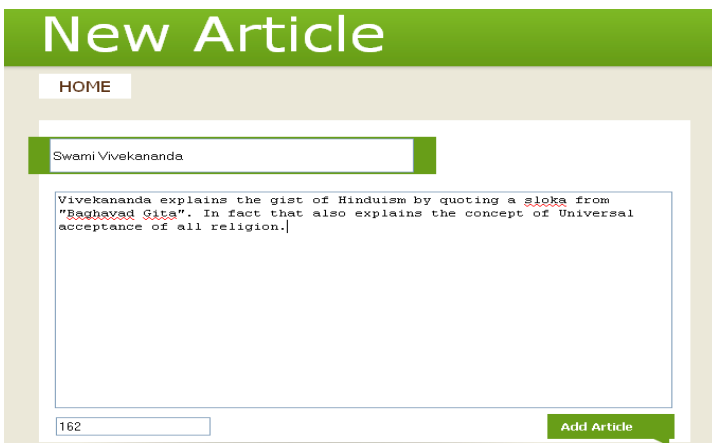 New Article
HOME
Swami Vivekananda
Vivekananda explains the gist of Hinduism by quoting a sloka from
"Baghavad Gita". In fact that also explains the concept of Universal
acceptance of all religion.
162
Add Article